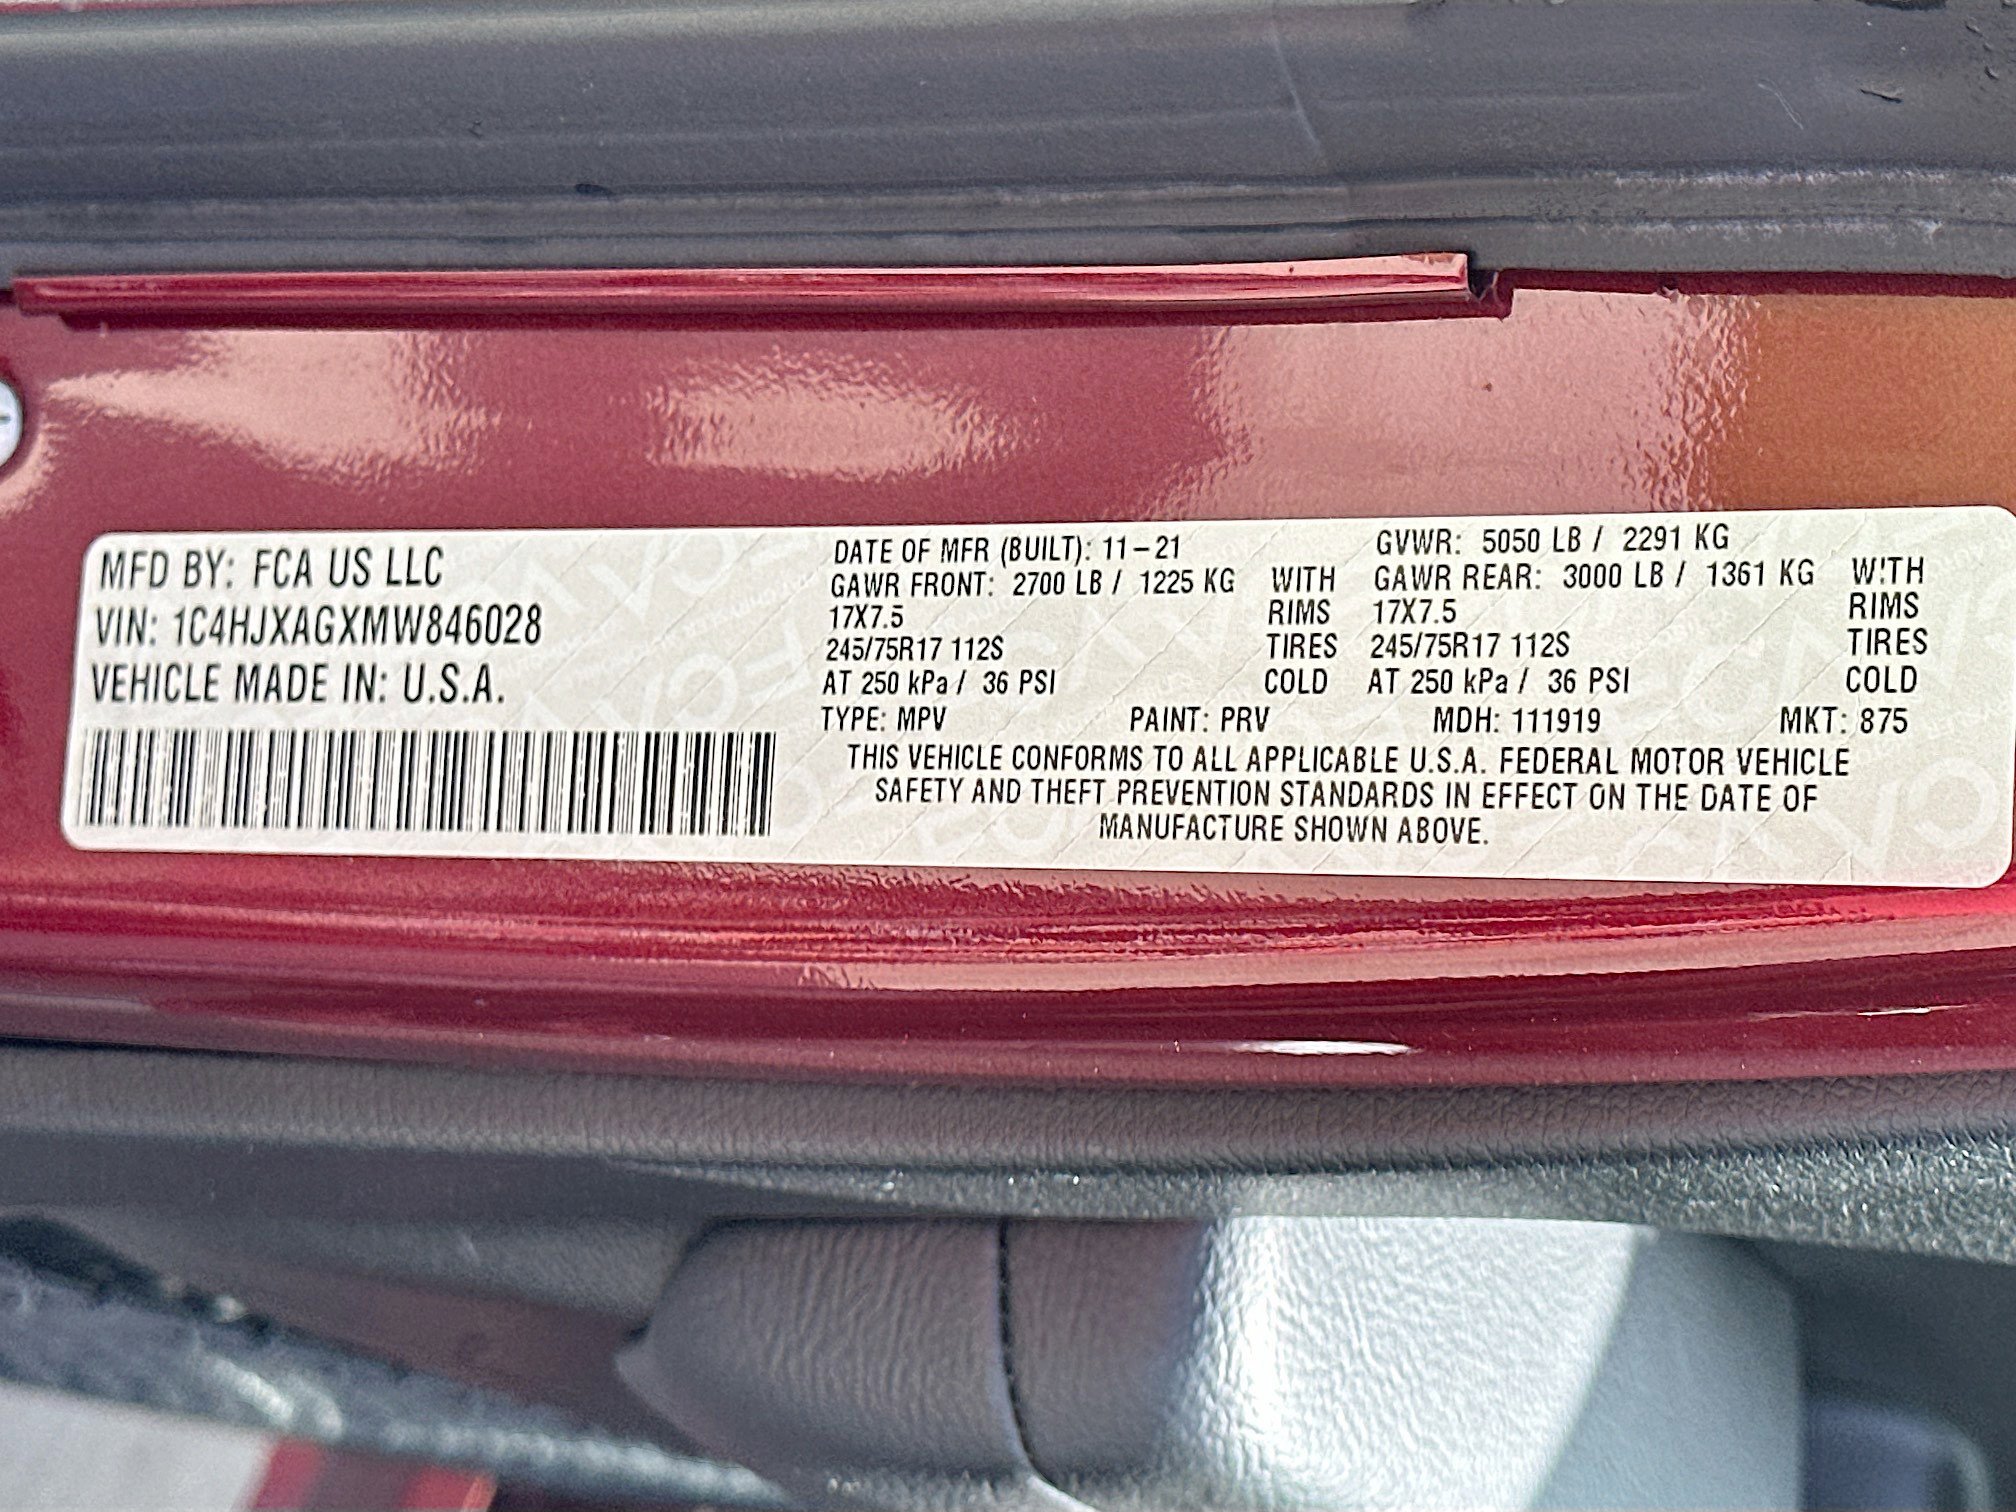 MFD BY: FCA US LLC
VIN: 1C4HJXAGXMW846028
VEHICLE MADE IN: U.S.A.
DATE OF MFR (BUILT): 11-21 GVWR: 5050 LB / 2291 KG
GAWR FRONT: 2700 LB / 1225 KG WITH GAWR REAR: 3000 LB / 1361 KG WITH
17X7.5 RIMS 17X7.5 RIMS
245/75R17 112S TIRES 245/75R17 112S TIRES
AT 250 kPa / 36 PSI COLD AT 250 kPa / 36 PSI COLD
TYPE: MPV PAINT: PRV MDH: 111919 MKT: 875
THIS VEHICLE CONFORMS TO ALL APPLICABLE U.S.A. FEDERAL MOTOR VEHICLE
SAFETY AND THEFT PREVENTION STANDARDS IN EFFECT ON THE DATE OF
MANUFACTURE SHOWN ABOVE.